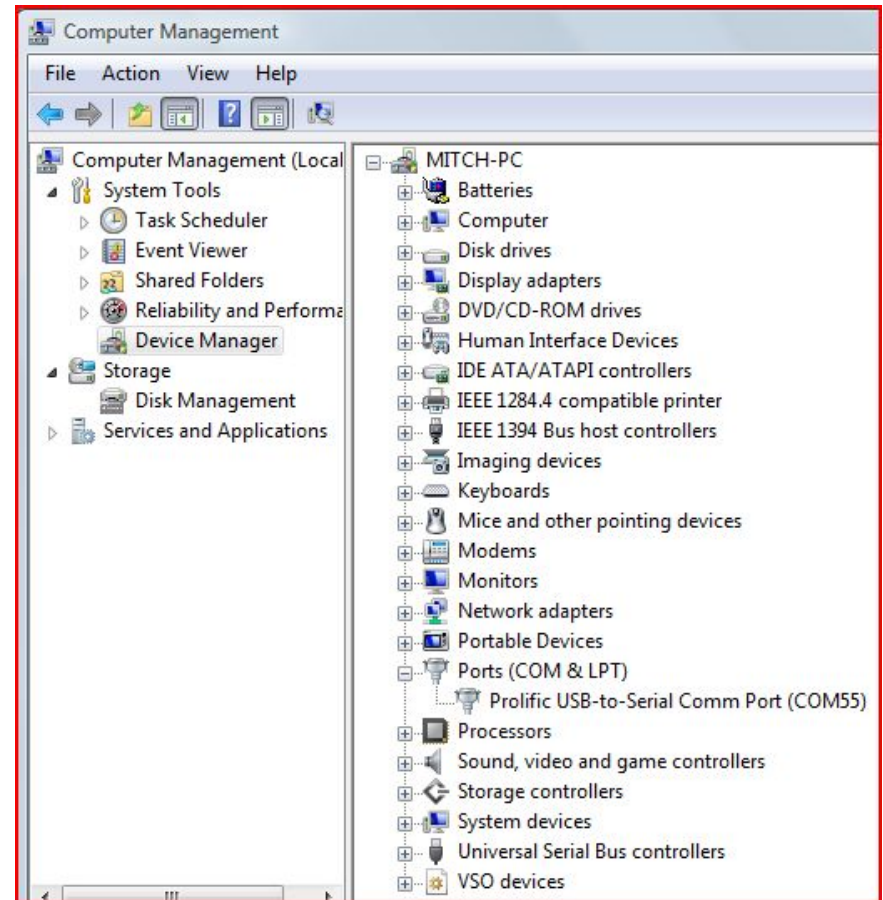 Computer Management
File Action View Help
Computer Management (Local
System Tools
Task Scheduler
Event Viewer
Shared Folders
Reliability and Performa
Device Manager
Storage
Disk Management
Services and Applications
MITCH-PC
Batteries
Computer
Disk drives
Display adapters
DVD/CD-ROM drives
Human Interface Devices
IDE ATA/ATAPI controllers
IEEE 1284.4 compatible printer
IEEE 1394 Bus host controllers
Imaging devices
Keyboards
Mice and other pointing devices
Modems
Monitors
Network adapters
Portable Devices
Ports (COM & LPT)
Prolific USB-to-Serial Comm Port (COM55)
Processors
Sound, video and game controllers
Storage controllers
System devices
Universal Serial Bus controllers
VSO devices